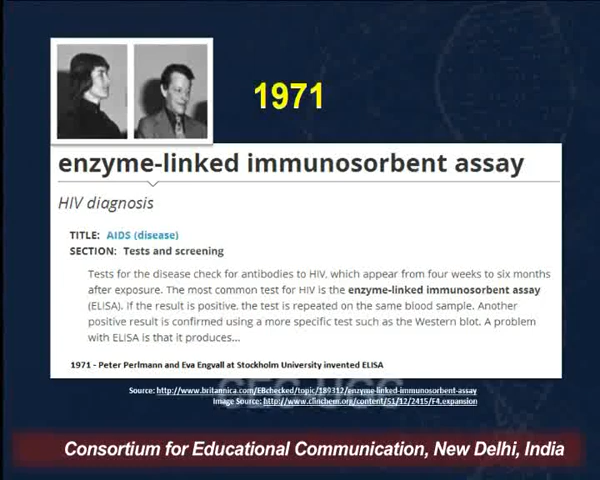 1971
enzyme-linked immunosorbent assay
HIV diagnosis
TITLE: AIDS (disease)
SECTION: Tests and screening
Tests for the disease check for antibodies to HIV, which appear from four weeks to six months
after exposure. The most common test for HIV is the enzyme-linked immunosorbent assay
(ELISA). If the result is positive, the test is repeated on the same blood sample. Another
positive result is confirmed using a more specific test such as the Western blot. A problem
with ELISA is that it produces...
1971 - Peter Perlmann and Eva Engvall at Stockholm University invented ELISA
CEC-UGC
Source: http://www.britannica.com/EBchecked/topic/189312/enzyme-linked-immunosorbent-assay
Image Source: http://www.clinchem.org/content/51/12/2415/F4.expansion
Consortium for Educational Communication, New Delhi, India